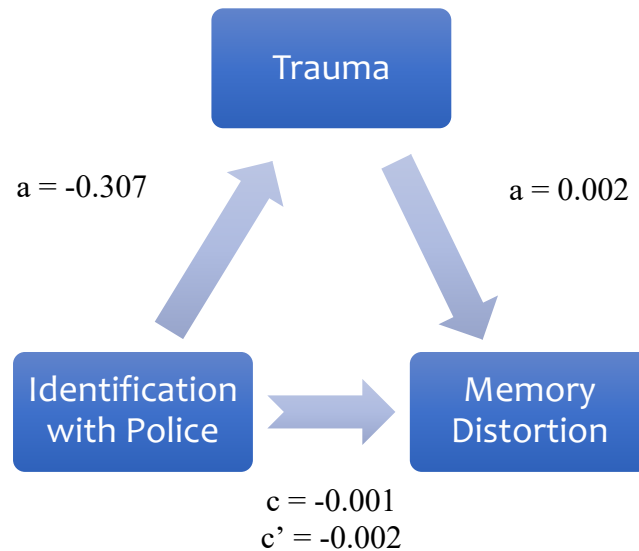 Trauma
a = -0.307
a = 0.002
Identification
with Police
Memory
Distortion
c = -0.001
c’ = -0.002